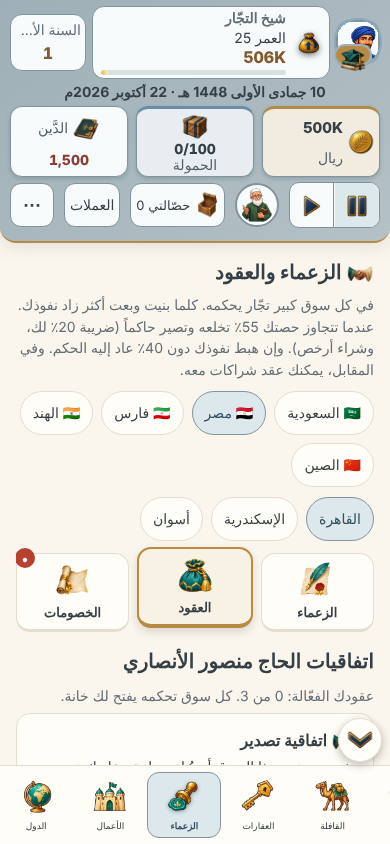 شيخ التجّار
العمر 25
506K
السنة الأ...
1
10 جمادى الأولى 1448 هـ · 22 أكتوبر 2026م
500K
ريال
0/100
الحمولة
الدَّين
1,500
حصّالتي 0
العملات
...
الزعماء والعقود
في كل سوق كبير تجّار يحكمه. كلما بنيت وبعت أكثر زاد نفوذك.
عندما تتجاوز حصتك 55٪ تخلعه وتصير حاكماً (ضريبة 20٪ لك،
وشراء أرخص). وإن هبط نفوذك دون 40٪ عاد إليه الحكم. وفي
المقابل، يمكنك عقد شراكات معه.
السعودية
مصر
فارس
الهند
الصين
القاهرة
الإسكندرية
أسوان
الزعماء
العقود
الخصومات
اتفاقيات الحاج منصور الأنصاري
عقودك الفعّالة: 0 من 3. كل سوق تحكمه يفتح لك خانة.
اتفاقية تصدير
القافلة
العقارات
الزعماء
الأعمال
الدول